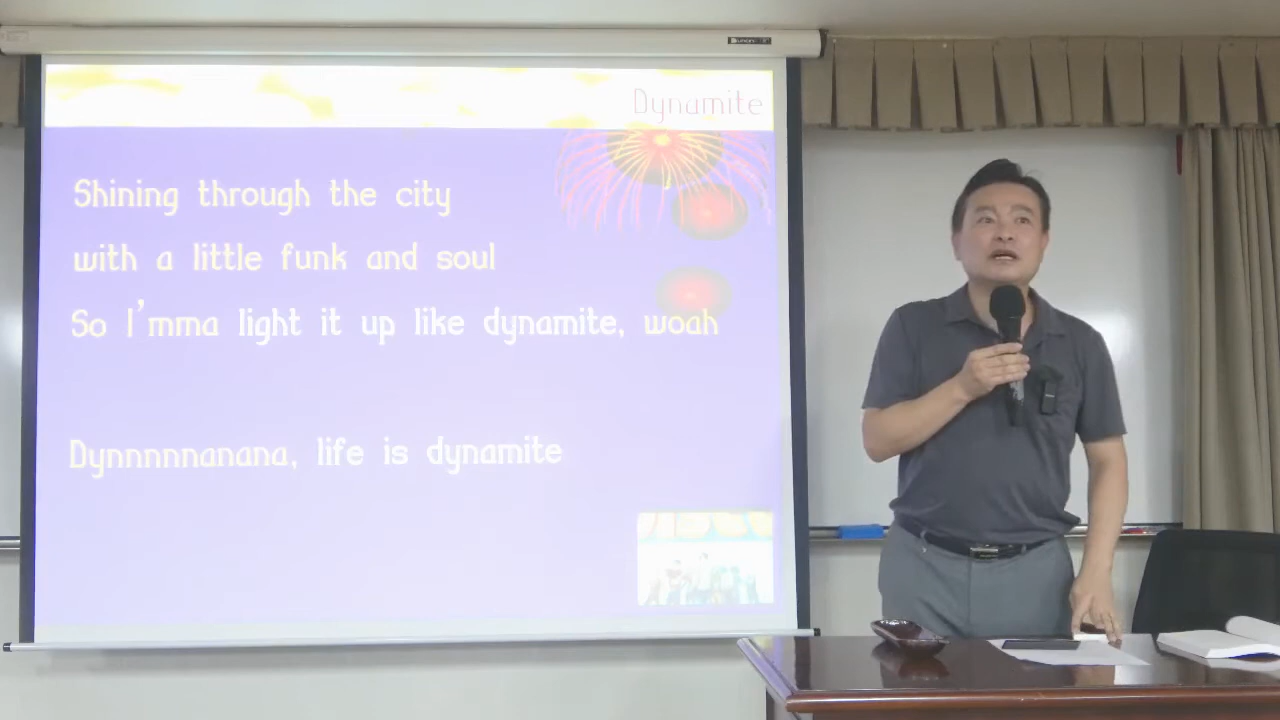 Dynamite
Shining through the city
with a little funk and soul
So I'mma light it up like dynamite, woah
Dynnnnnanana, life is dynamite